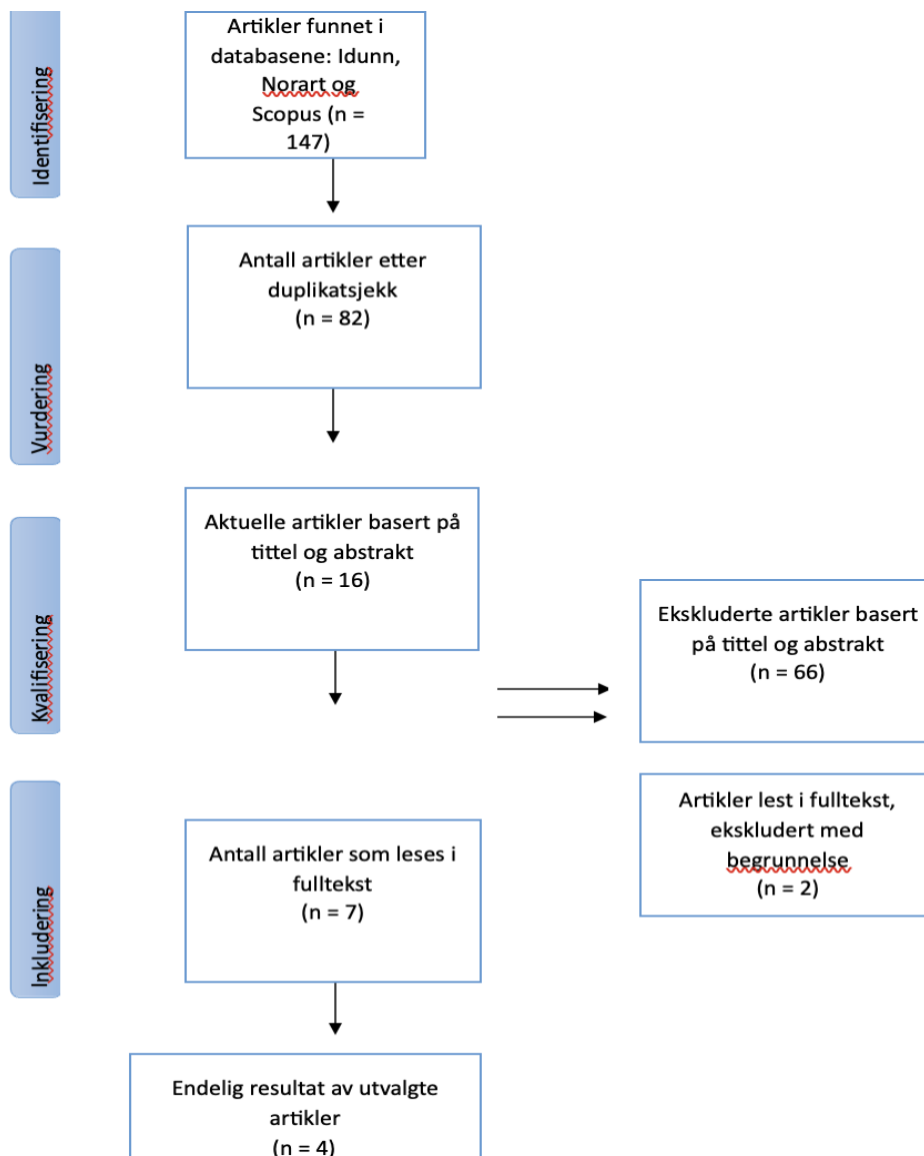 Identifisering
Artikler funnet i
databasene: Idunn,
Norart og
Scopus (n =
147)
Vurdering
Antall artikler etter
duplikatsjekk
(n = 82)
Kvalifisering
Aktuelle artikler basert på
tittel og abstrakt
(n = 16)
Ekskluderte artikler basert
på tittel og abstrakt
(n = 66)
Artikler lest i fulltekst,
ekskludert med
begrunnelse
(n = 2)
Inkludering
Antall artikler som leses i
fulltekst
(n = 7)
Endelig resultat av utvalgte
artikler
(n = 4)